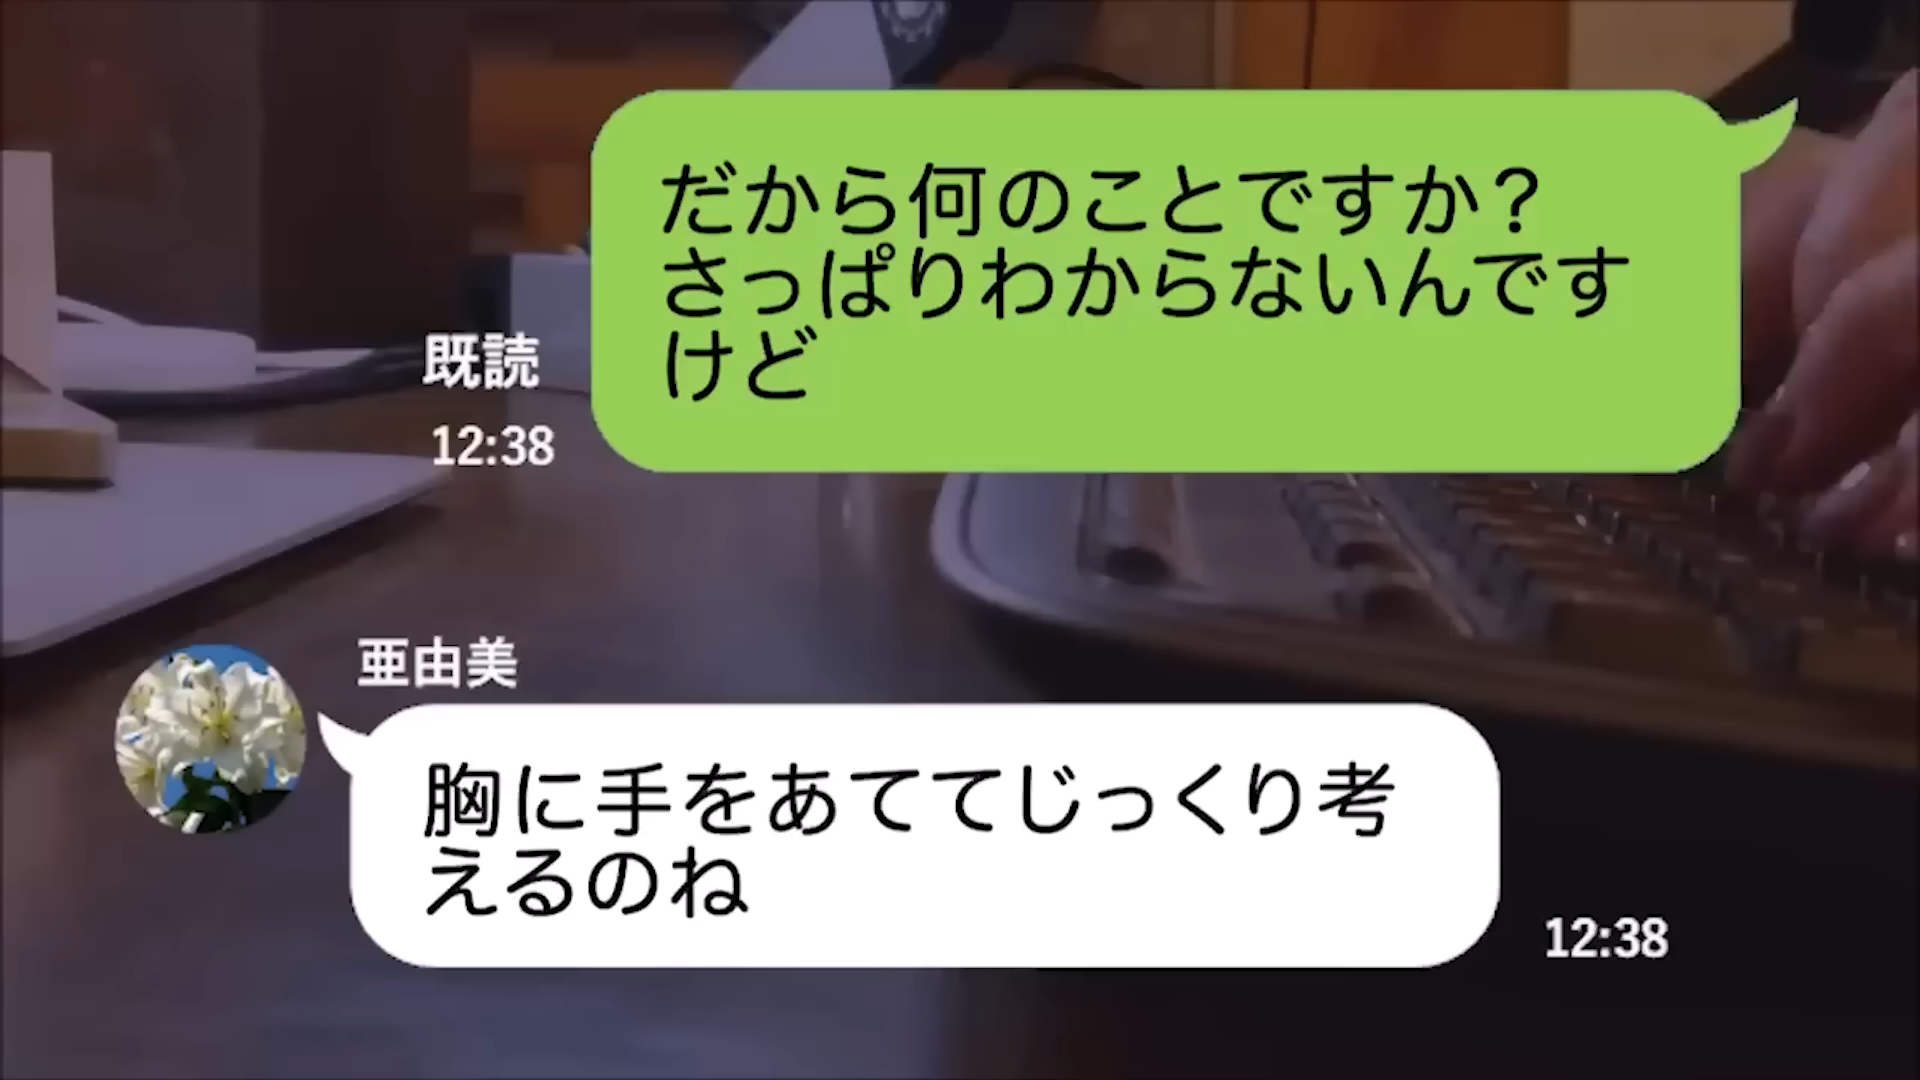 だから何のことですか？
さっぱりわからないんです
けど
既読
12:38
亜由美
胸に手をあててじっくり考
えるのね
12:38